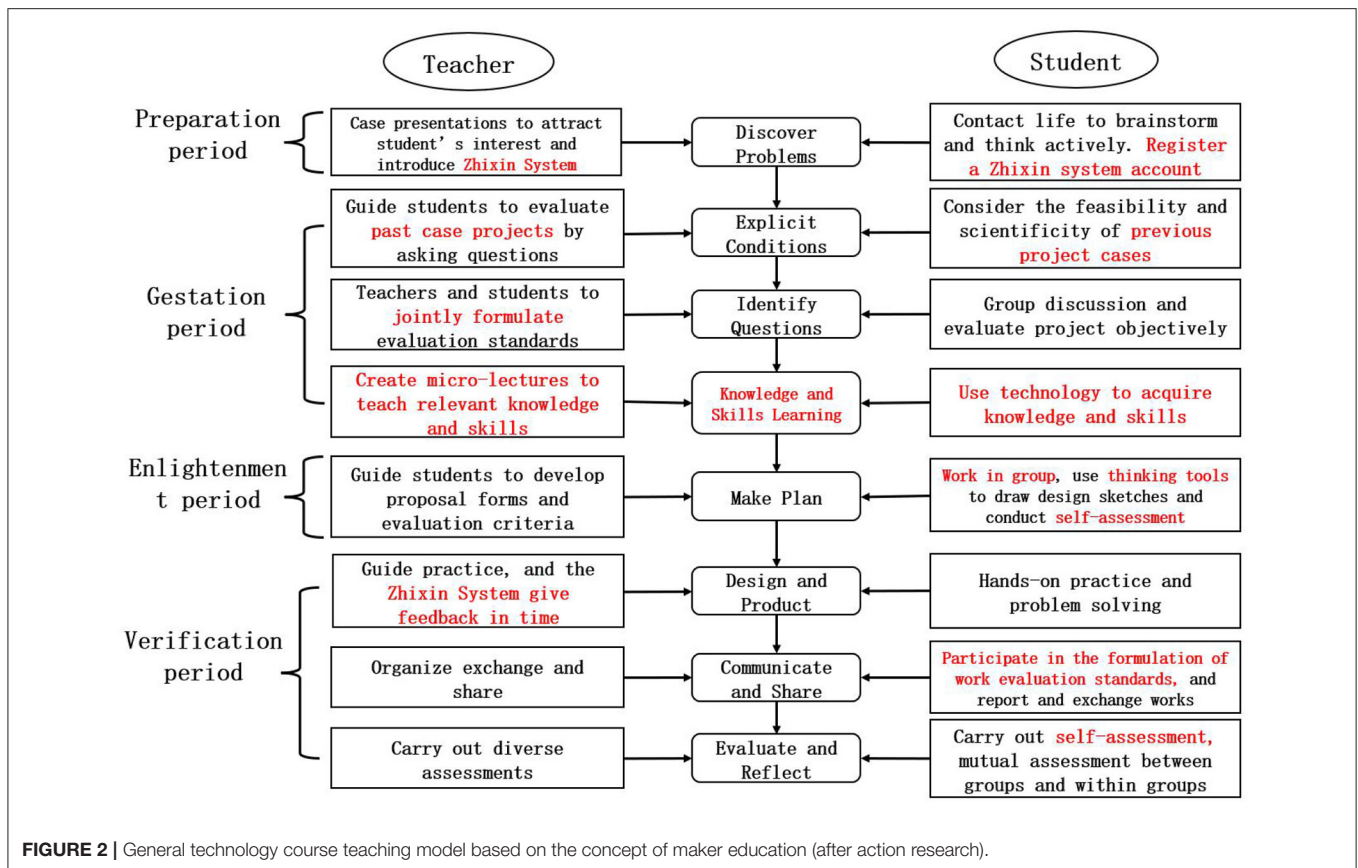 Teacher
Student
Preparation
period
Case presentations to attract
student's interest and
introduce Zhixin System
Discover
Problems
Contact life to brainstorm
and think actively. Register
a Zhixin system account
Gestation
period
Guide students to evaluate
past case projects by
asking questions
Explicit
Conditions
Consider the feasibility and
scientificity of previous
project cases
Teachers and students to
jointly formulate
evaluation standards
Identify
Questions
Group discussion and
evaluate project objectively
Create micro-lectures to
teach relevant knowledge
and skills
Knowledge and
Skills Learning
Use technology to acquire
knowledge and skills
Enlightenmen
t period
Guide students to develop
proposal forms and
evaluation criteria
Make Plan
Work in group, use thinking tools
to draw design sketches and
conduct self-assessment
Verification
period
Guide practice, and the
Zhixin System give
feedback in time
Design and
Product
Hands-on practice and
problem solving
Organize exchange and
share
Communicate
and Share
Participate in the formulation of
work evaluation standards, and
report and exchange works
Carry out diverse
assessments
Evaluate and
Reflect
Carry out self-assessment,
mutual assessment between
groups and within groups
FIGURE 2 | General technology course teaching model based on the concept of maker education (after action research).